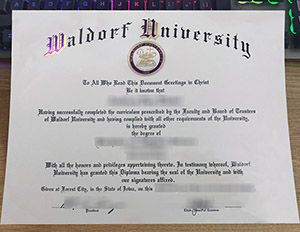 Waldorf University
To All Who Read This Document Greetings in Christ
Be it known that
Having successfully completed the curriculum prescribed by the Faculty and Board of Trustees
of Waldorf University and having complied with all other requirements of the University,
is hereby granted
the degree of
With all the honors and privileges appertaining thereto. In testimony whereof, Waldorf
University has granted this Diploma bearing the seal of the University and with
our signatures affixed.
Given at Forest City, in the State of Iowa, on this
President